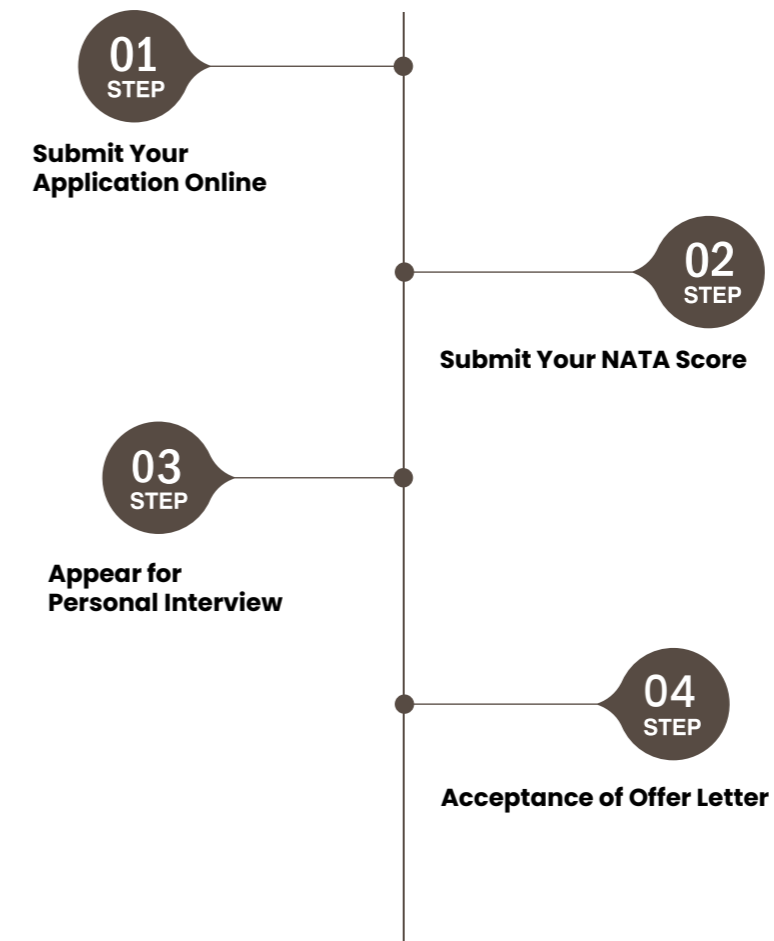 01
STEP
Submit Your
Application Online
02
STEP
Submit Your NATA Score
03
STEP
Appear for
Personal Interview
04
STEP
Acceptance of Offer Letter